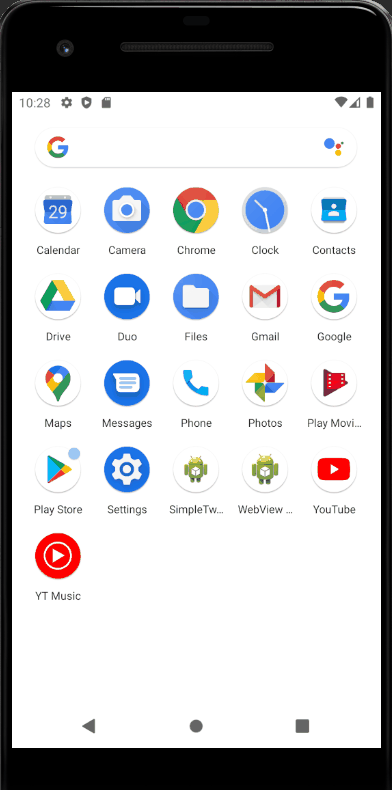 10:28
29
Calendar Camera Chrome Clock Contacts
Drive Duo Files Gmail Google
Maps Messages Phone Photos Play Movi...
Play Store Settings SimpleTw... WebView ... YouTube
YT Music